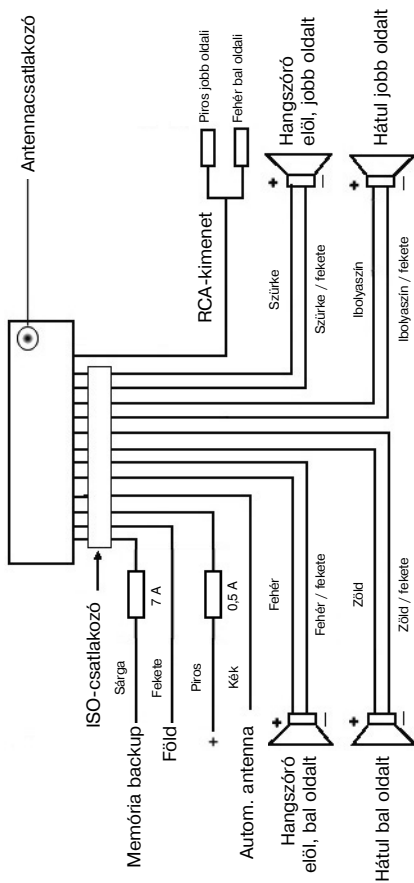 Antennacsatlakozó
ISO-csatlakozó
RCA-kimenet
Piros jobb oldali
Fehér bal oldali
Memória backup
Sárga
7 A
Föld
Fekete
+
Piros
0,5 A
Autom. antenna
Kék
Hangszóró
elöl, bal oldalt
+
–
Fehér
Fehér / fekete
Hátul bal oldalt
+
–
Zöld
Zöld / fekete
Szürke
Szürke / fekete
+
–
Hangszóró
elöl, jobb oldalt
Ibolyaszín
Ibolyaszín / fekete
+
–
Hátul jobb oldalt